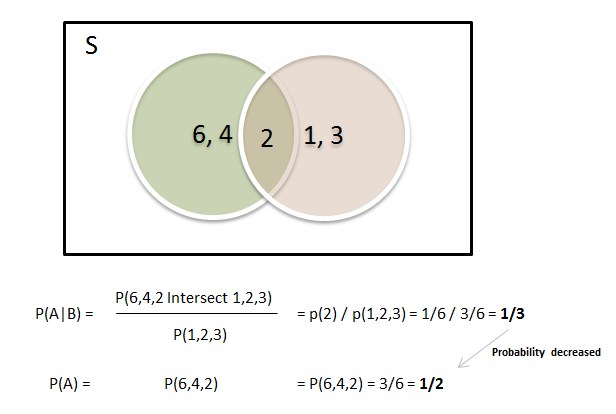 S
6, 4 2 1, 3
P(6,4,2 Intersect 1,2,3)
P(A|B) = = p(2) / p(1,2,3) = 1/6 / 3/6 = 1/3
P(1,2,3)
Probability decreased
P(A) = P(6,4,2) = P(6,4,2) = 3/6 = 1/2